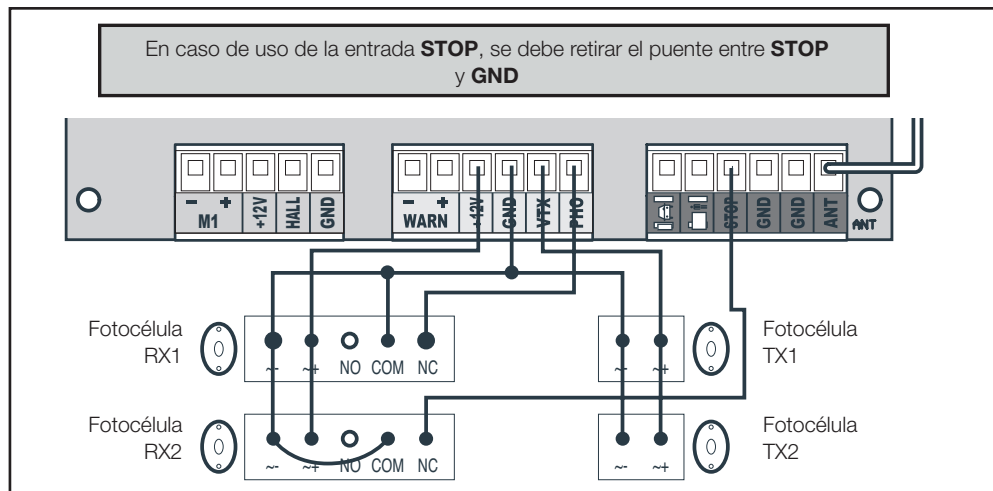 En caso de uso de la entrada STOP, se debe retirar el puente entre STOP
y GND
- + +12V HALL GND
M1
- + +12V GND VTX PHO
WARN
STOP GND GND ANT
ANT
Fotocélula
RX1
~- ~+ NO COM NC
Fotocélula
TX1
~- ~+
Fotocélula
RX2
~- ~+ NO COM NC
Fotocélula
TX2
~- ~+